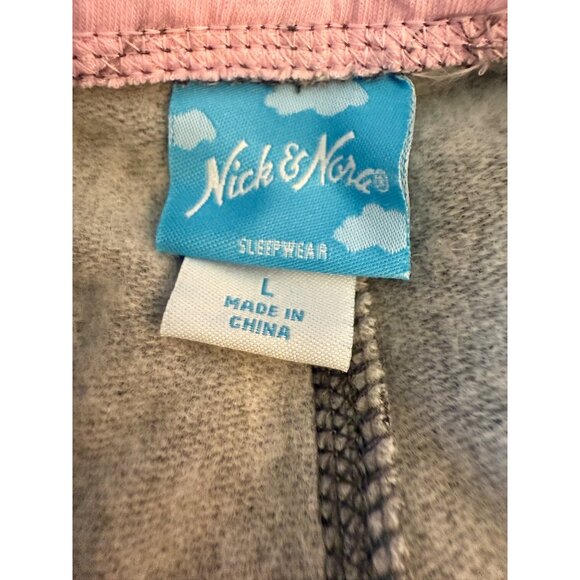 Nick & Nora®
SLEEPWEAR
L
MADE IN
CHINA